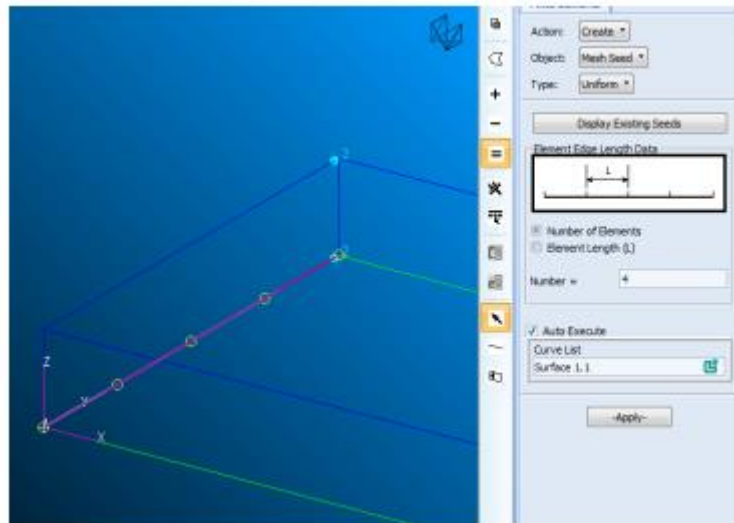 Action: Create
Object: Mesh Seed
Type: Uniform
Display Existing Seeds
Element Edge Length Data
L
Number of Elements
Element Length (L)
Number = 4
Auto Execute
Curve List
Surface 1.1
-Apply-
Z
Y
X